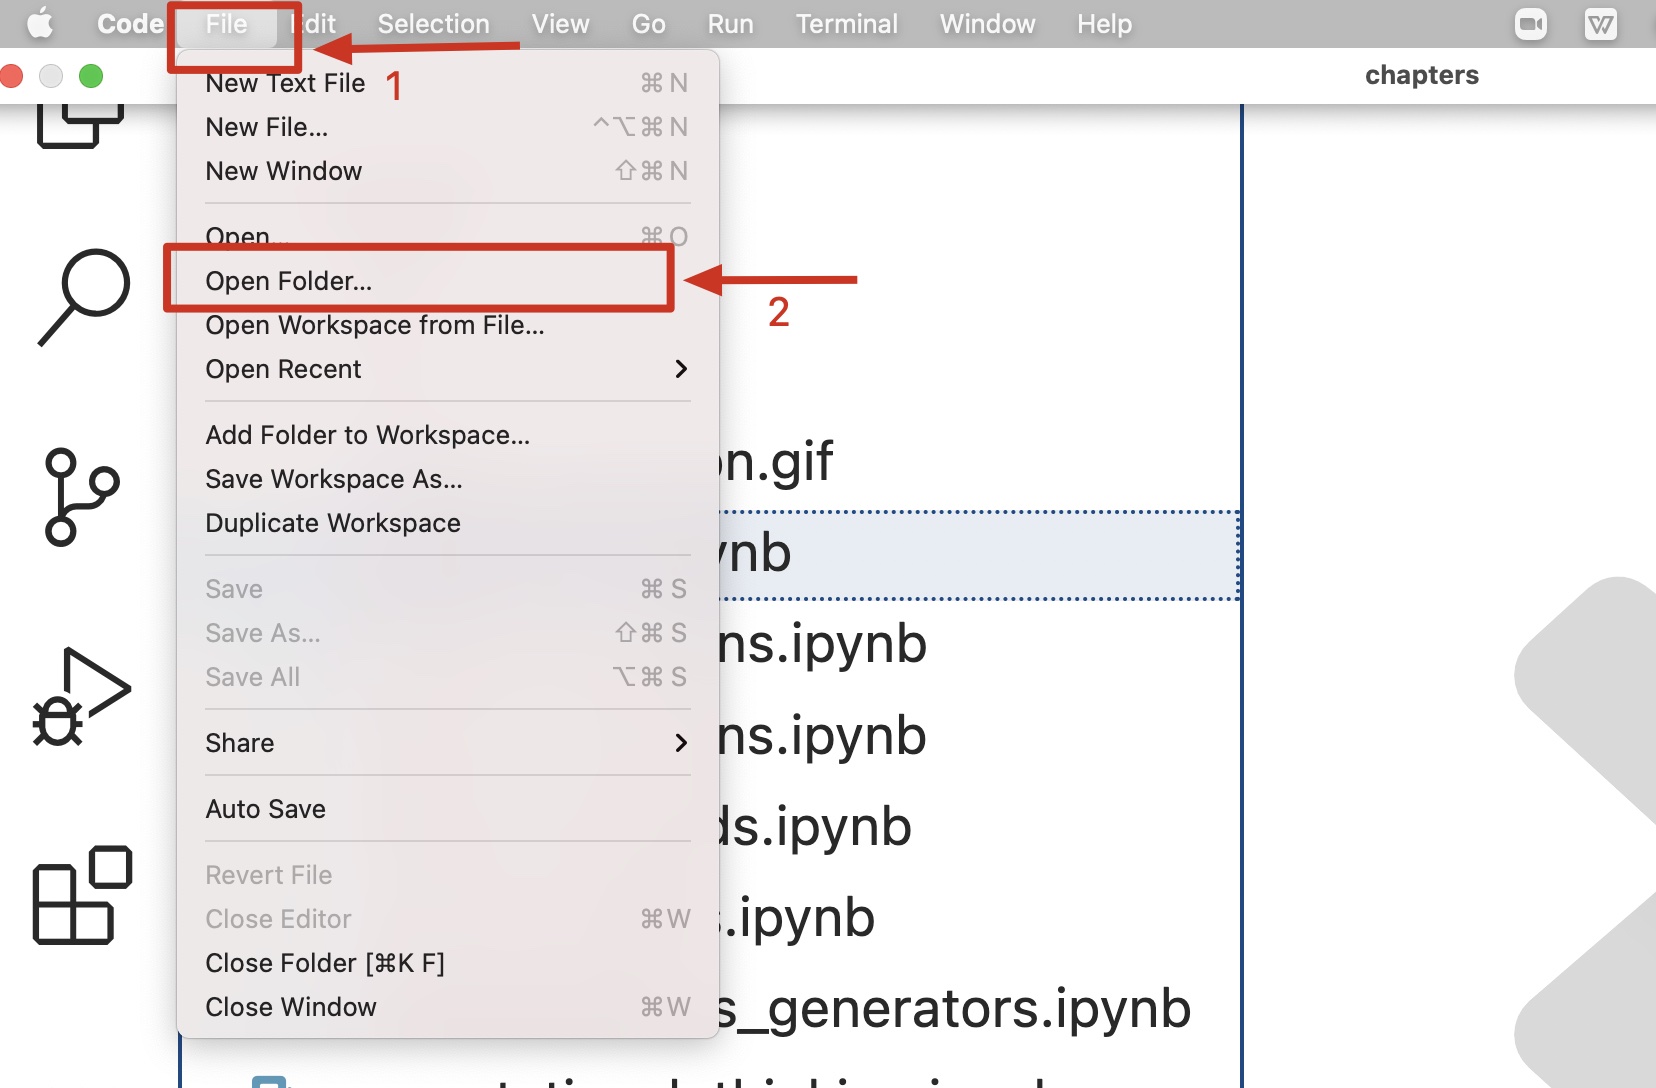 Code File Edit Selection View Go Run Terminal Window Help
chapters
New Text File ⌘ N
1
New File... ^⌥⌘ N
New Window ⇧⌘ N
Open... ⌘ O
Open Folder...
2
Open Workspace from File...
Open Recent >
Add Folder to Workspace...
Save Workspace As...
Duplicate Workspace
Save ⌘ S
Save As... ⇧⌘ S
Save All ⌥⌘ S
Share >
Auto Save
Revert File
Close Editor ⌘W
Close Folder [⌘K F]
Close Window ⌘W
on.gif
ynb
ns.ipynb
ns.ipynb
ds.ipynb
s.ipynb
s_generators.ipynb